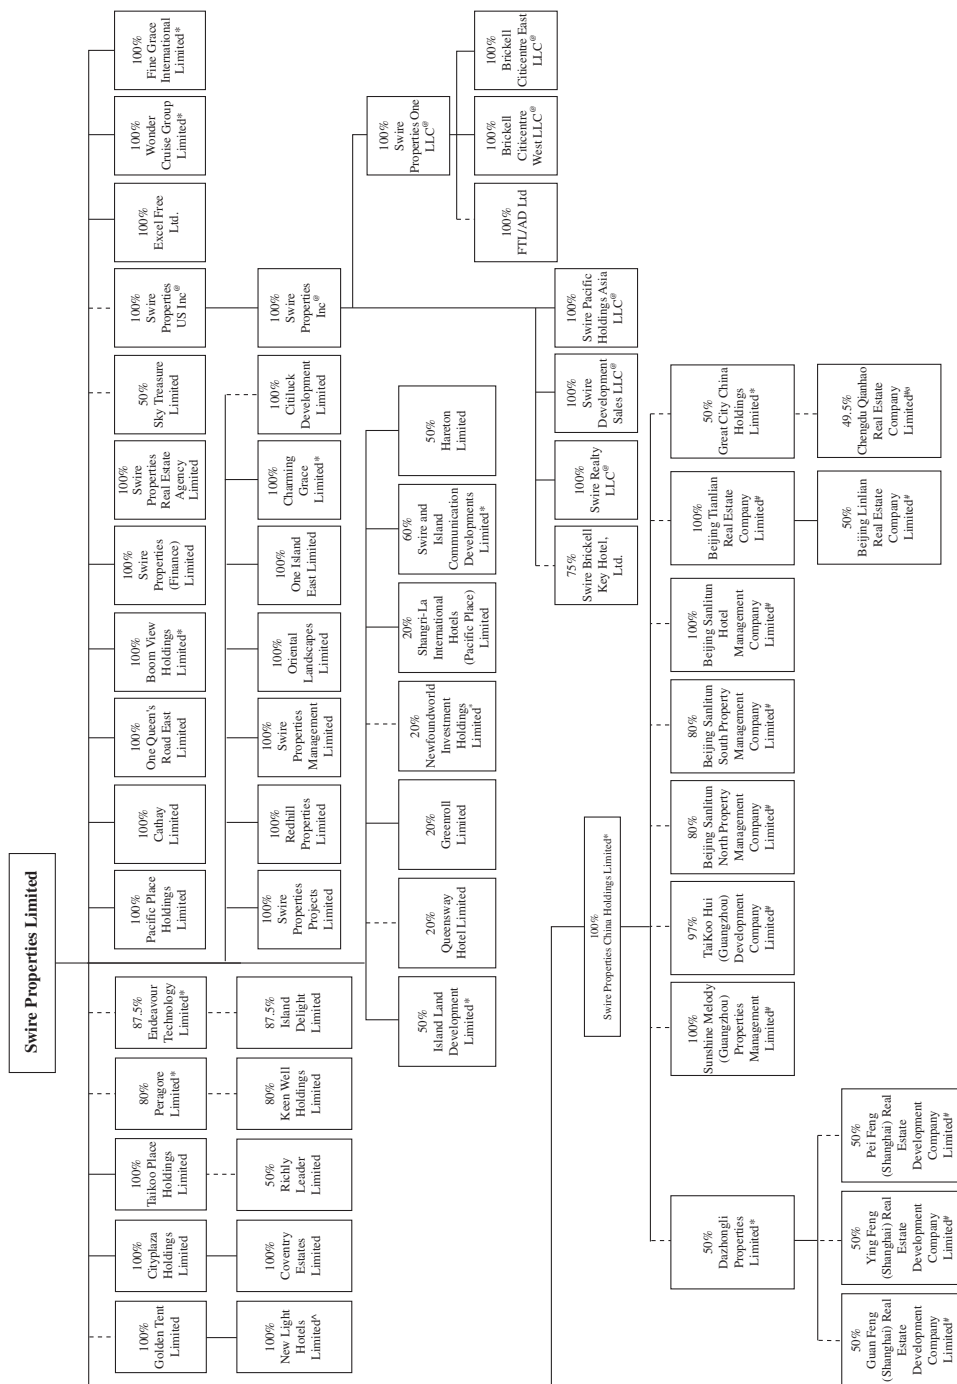 Swire Properties Limited
100%
Golden Tent
Limited
100%
Cityplaza
Holdings
Limited
100%
Taikoo Place
Holdings
Limited
80%
Peragore
Limited*
87.5%
Endeavour
Technology
Limited*
100%
Pacific Place
Holdings
Limited
100%
Cathay
Limited
100%
One Queen's
Road East
Limited
100%
Boom View
Holdings
Limited*
100%
Swire
Properties
(Finance)
Limited
100%
Swire
Properties
Real Estate
Agency
Limited
50%
Sky Treasure
Limited
100%
Swire
Properties
US Inc@
100%
Excel Free
Ltd.
100%
Wonder
Cruise Group
Limited*
100%
Fine Grace
International
Limited*
100%
New Light
Hotels
Limited^
100%
Coventry
Estates
Limited
50%
Richly
Leader
Limited
80%
Keen Well
Holdings
Limited
87.5%
Island
Delight
Limited
100%
Swire
Properties
Projects
Limited
100%
Redhill
Properties
Limited
100%
Swire
Properties
Management
Limited
100%
Oriental
Landscapes
Limited
100%
One Island
East Limited
100%
Charming
Grace
Limited*
100%
Citiluck
Development
Limited
100%
Swire
Properties
Inc@
100%
Swire
Properties One
LLC@
50%
Island Land
Development
Limited*
20%
Queensway
Hotel Limited
20%
Greenroll
Limited
20%
Newfoundworld
Investment
Holdings
Limited*
20%
Shangri-La
International
Hotels
(Pacific Place)
Limited
60%
Swire and
Island
Communication
Developments
Limited*
50%
Hareton
Limited
100%
FTL/AD Ltd
100%
Brickell
Citicentre
West LLC@
100%
Brickell
Citicentre East
LLC@
75%
Swire Brickell
Key Hotel,
Ltd.
100%
Swire Realty
LLC@
100%
Swire
Development
Sales LLC@
100%
Swire Pacific
Holdings Asia
LLC@
100%
Swire Properties China Holdings Limited*
50%
Dazhongli
Properties
Limited*
100%
Sunshine Melody
(Guangzhou)
Properties
Management
Limited#
97%
TaiKoo Hui
(Guangzhou)
Development
Company
Limited#
80%
Beijing Sanlitun
North Property
Management
Company
Limited#
80%
Beijing Sanlitun
South Property
Management
Company
Limited#
100%
Beijing Sanlitun
Hotel
Management
Company
Limited#
100%
Beijing Tianlian
Real Estate
Company
Limited#
50%
Great City China
Holdings
Limited*
50%
Guan Feng
(Shanghai) Real
Estate
Development
Company
Limited#
50%
Ying Feng
(Shanghai) Real
Estate
Development
Company
Limited#
50%
Pei Feng
(Shanghai) Real
Estate
Development
Company
Limited#
50%
Beijing Linlian
Real Estate
Company
Limited#
49.5%
Chengdu Qianhao
Real Estate
Company
Limited#